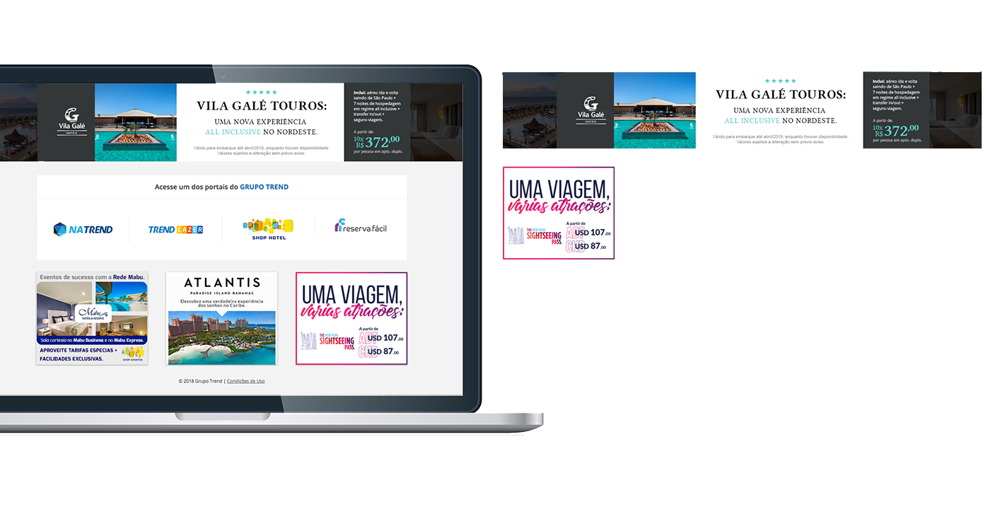 Vila Galé
HOTÉIS
★★★★★
VILA GALÉ TOUROS:
UMA NOVA EXPERIÊNCIA
ALL INCLUSIVE NO NORDESTE.
Válido para embarque até abril/2019, enquanto houver disponibilidade.
Valores sujeitos a alteração sem prévio aviso.
Inclui: aéreo ida e volta
saindo de São Paulo +
7 noites de hospedagem
em regime all inclusive +
transfer in/out +
seguro-viagem.
A partir de:
10x
R$ 372,00
por pessoa em apto. duplo.
Acesse um dos portais do GRUPO TREND
NATREND
TREND LAZER
SHOP HOTEL
reserva fácil
Eventos de sucesso com a Rede Mabu.
Mabu
HOTÉIS & RESORTS
Sala cortesia no Mabu Business e no Mabu Express.
APROVEITE TARIFAS ESPECIAS +
FACILIDADES EXCLUSIVAS.
SHOP EVENTOS
ATLANTIS
PARADISE ISLAND BAHAMAS
Descubra uma verdadeira experiência
dos sonhos no Caribe.
UMA VIAGEM,
várias atrações:
A partir de
THE NEW YORK
SIGHTSEEING
PASS.
ADT USD 107,00
CHD USD 87,00
© 2018 Grupo Trend | Condições de Uso
Vila Galé
HOTÉIS
★★★★★
VILA GALÉ TOUROS:
UMA NOVA EXPERIÊNCIA
ALL INCLUSIVE NO NORDESTE.
Válido para embarque até abril/2019, enquanto houver disponibilidade.
Valores sujeitos a alteração sem prévio aviso.
Inclui: aéreo ida e volta
saindo de São Paulo +
7 noites de hospedagem
em regime all inclusive +
transfer in/out +
seguro-viagem.
A partir de:
10x
R$ 372,00
por pessoa em apto. duplo.
UMA VIAGEM,
várias atrações:
A partir de
THE NEW YORK
SIGHTSEEING
PASS.
ADT USD 107,00
CHD USD 87,00